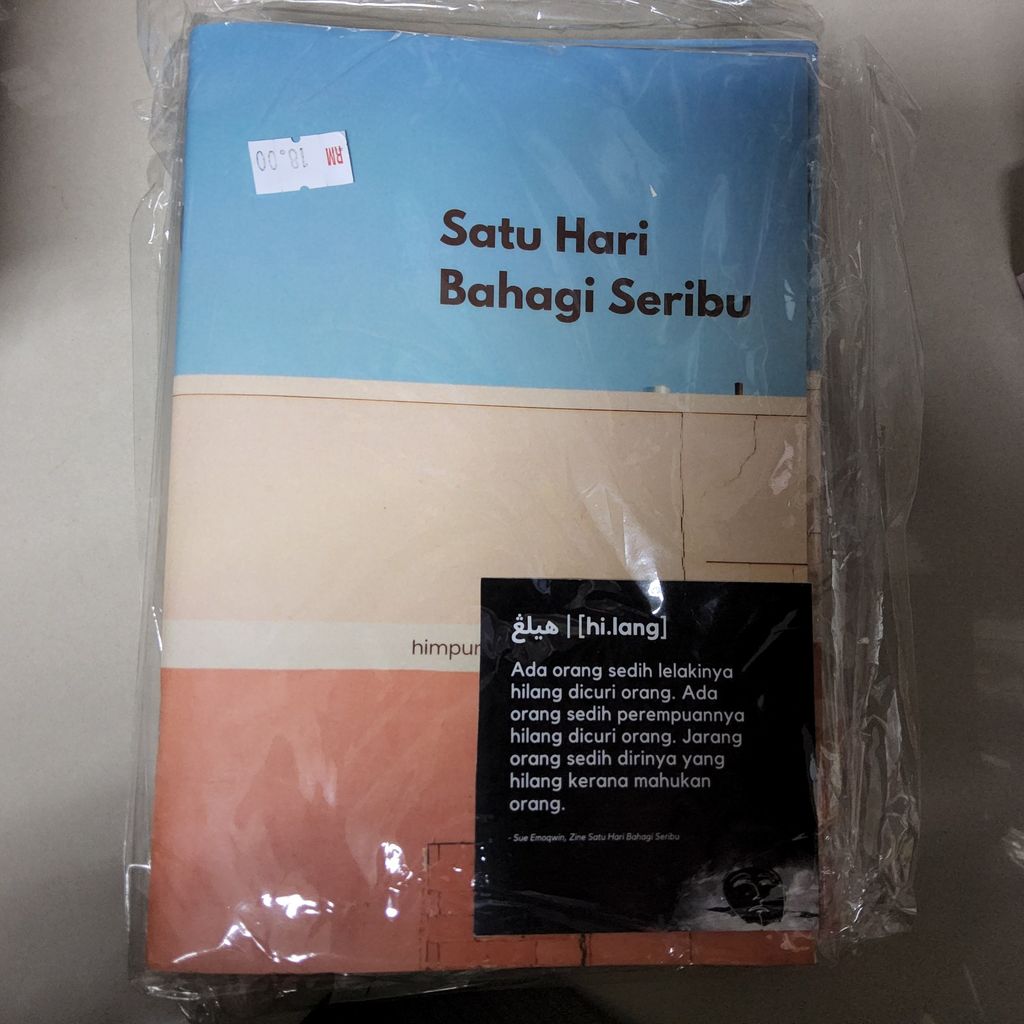 RM 18.00
Satu Hari
Bahagi Seribu
هيلڠ | [hi.lang]
Ada orang sedih lelakinya
hilang dicuri orang. Ada
orang sedih perempuannya
hilang dicuri orang. Jarang
orang sedih dirinya yang
hilang kerana mahukan
orang.
- Sue Emaqwin, Zine Satu Hari Bahagi Seribu